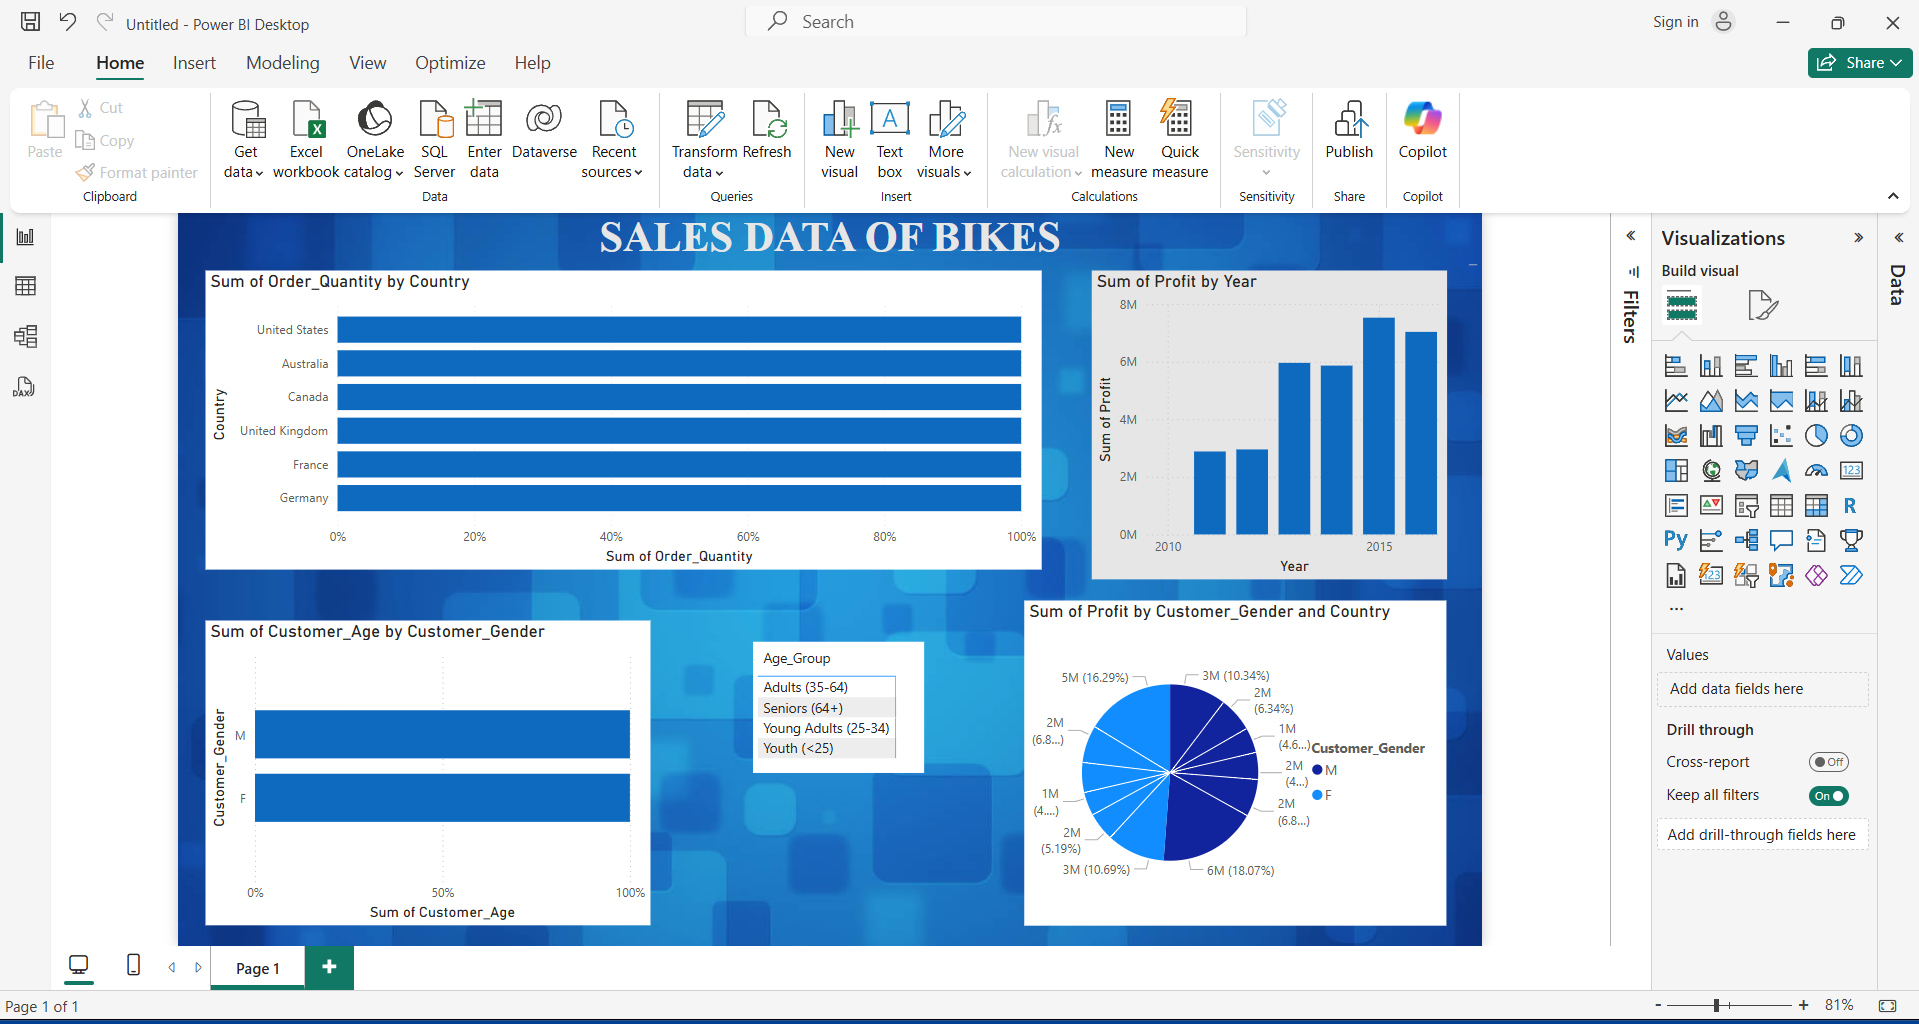 Untitled - Power BI Desktop
Search
Sign in
File Home Insert Modeling View Optimize Help
Share
Paste
Cut
Copy
Format painter
Clipboard
Get data
Excel workbook
OneLake catalog
SQL Server
Enter data
Dataverse
Recent sources
Data
Transform data
Refresh
Queries
New visual
Text box
More visuals
Insert
New visual calculation
New measure
Quick measure
Calculations
Sensitivity
Sensitivity
Publish
Share
Copilot
Copilot
DAX
SALES DATA OF BIKES
Sum of Order_Quantity by Country
Country
United States
Australia
Canada
United Kingdom
France
Germany
0% 20% 40% 60% 80% 100%
Sum of Order_Quantity
Sum of Profit by Year
Sum of Profit
8M
6M
4M
2M
0M
2010 2015
Year
Sum of Customer_Age by Customer_Gender
Customer_Gender
M
F
0% 50% 100%
Sum of Customer_Age
Age_Group
Adults (35-64)
Seniors (64+)
Young Adults (25-34)
Youth (<25)
Sum of Profit by Customer_Gender and Country
3M (10.34%)
2M
(6.34%)
1M
(4.6...)
2M
(4...)
2M
(6.8...)
6M (18.07%)
3M (10.69%)
2M
(5.19%)
1M
(4....)
2M
(6.8...)
5M (16.29%)
Customer_Gender
M
F
Filters
Visualizations
Build visual
123
R
Py
123
Values
Add data fields here
Drill through
Cross-report
Off
Keep all filters
On
Add drill-through fields here
Data
Page 1
Page 1 of 1
- + 81%